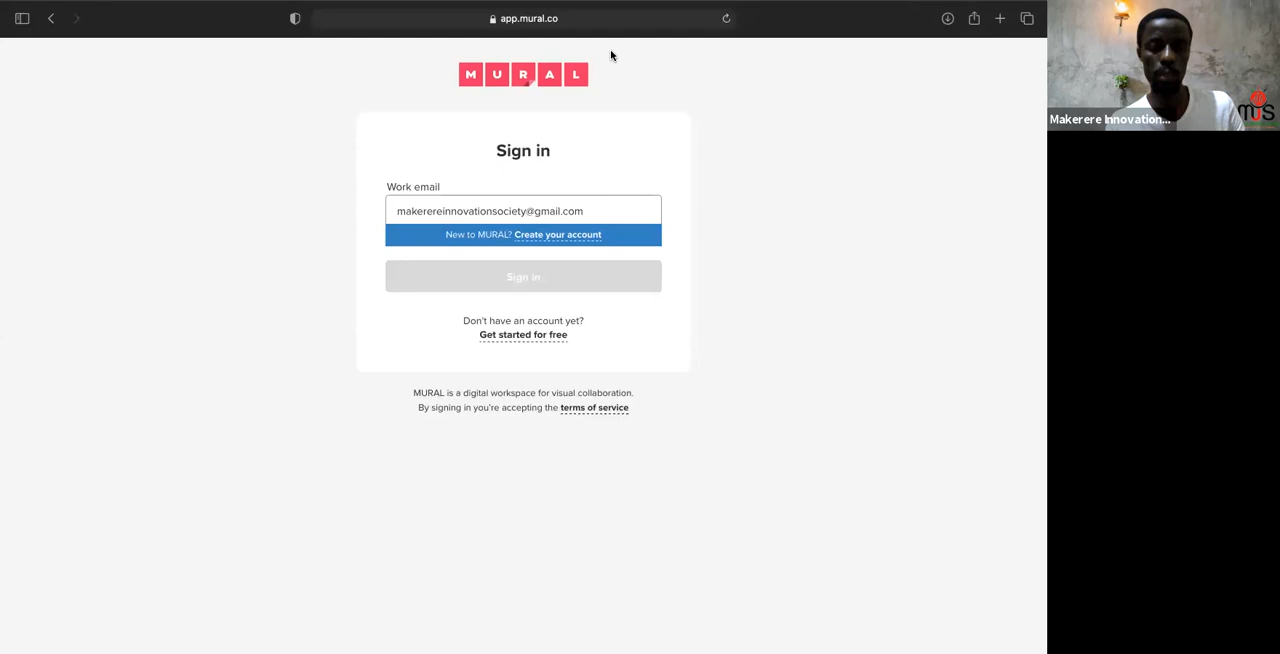 app.mural.co
MURAL
Sign in
Work email
makerereinnovationsociety@gmail.com
New to MURAL? Create your account
Sign in
Don't have an account yet?
Get started for free
MURAL is a digital workspace for visual collaboration.
By signing in you're accepting the terms of service
Makerere Innovation...
MIS